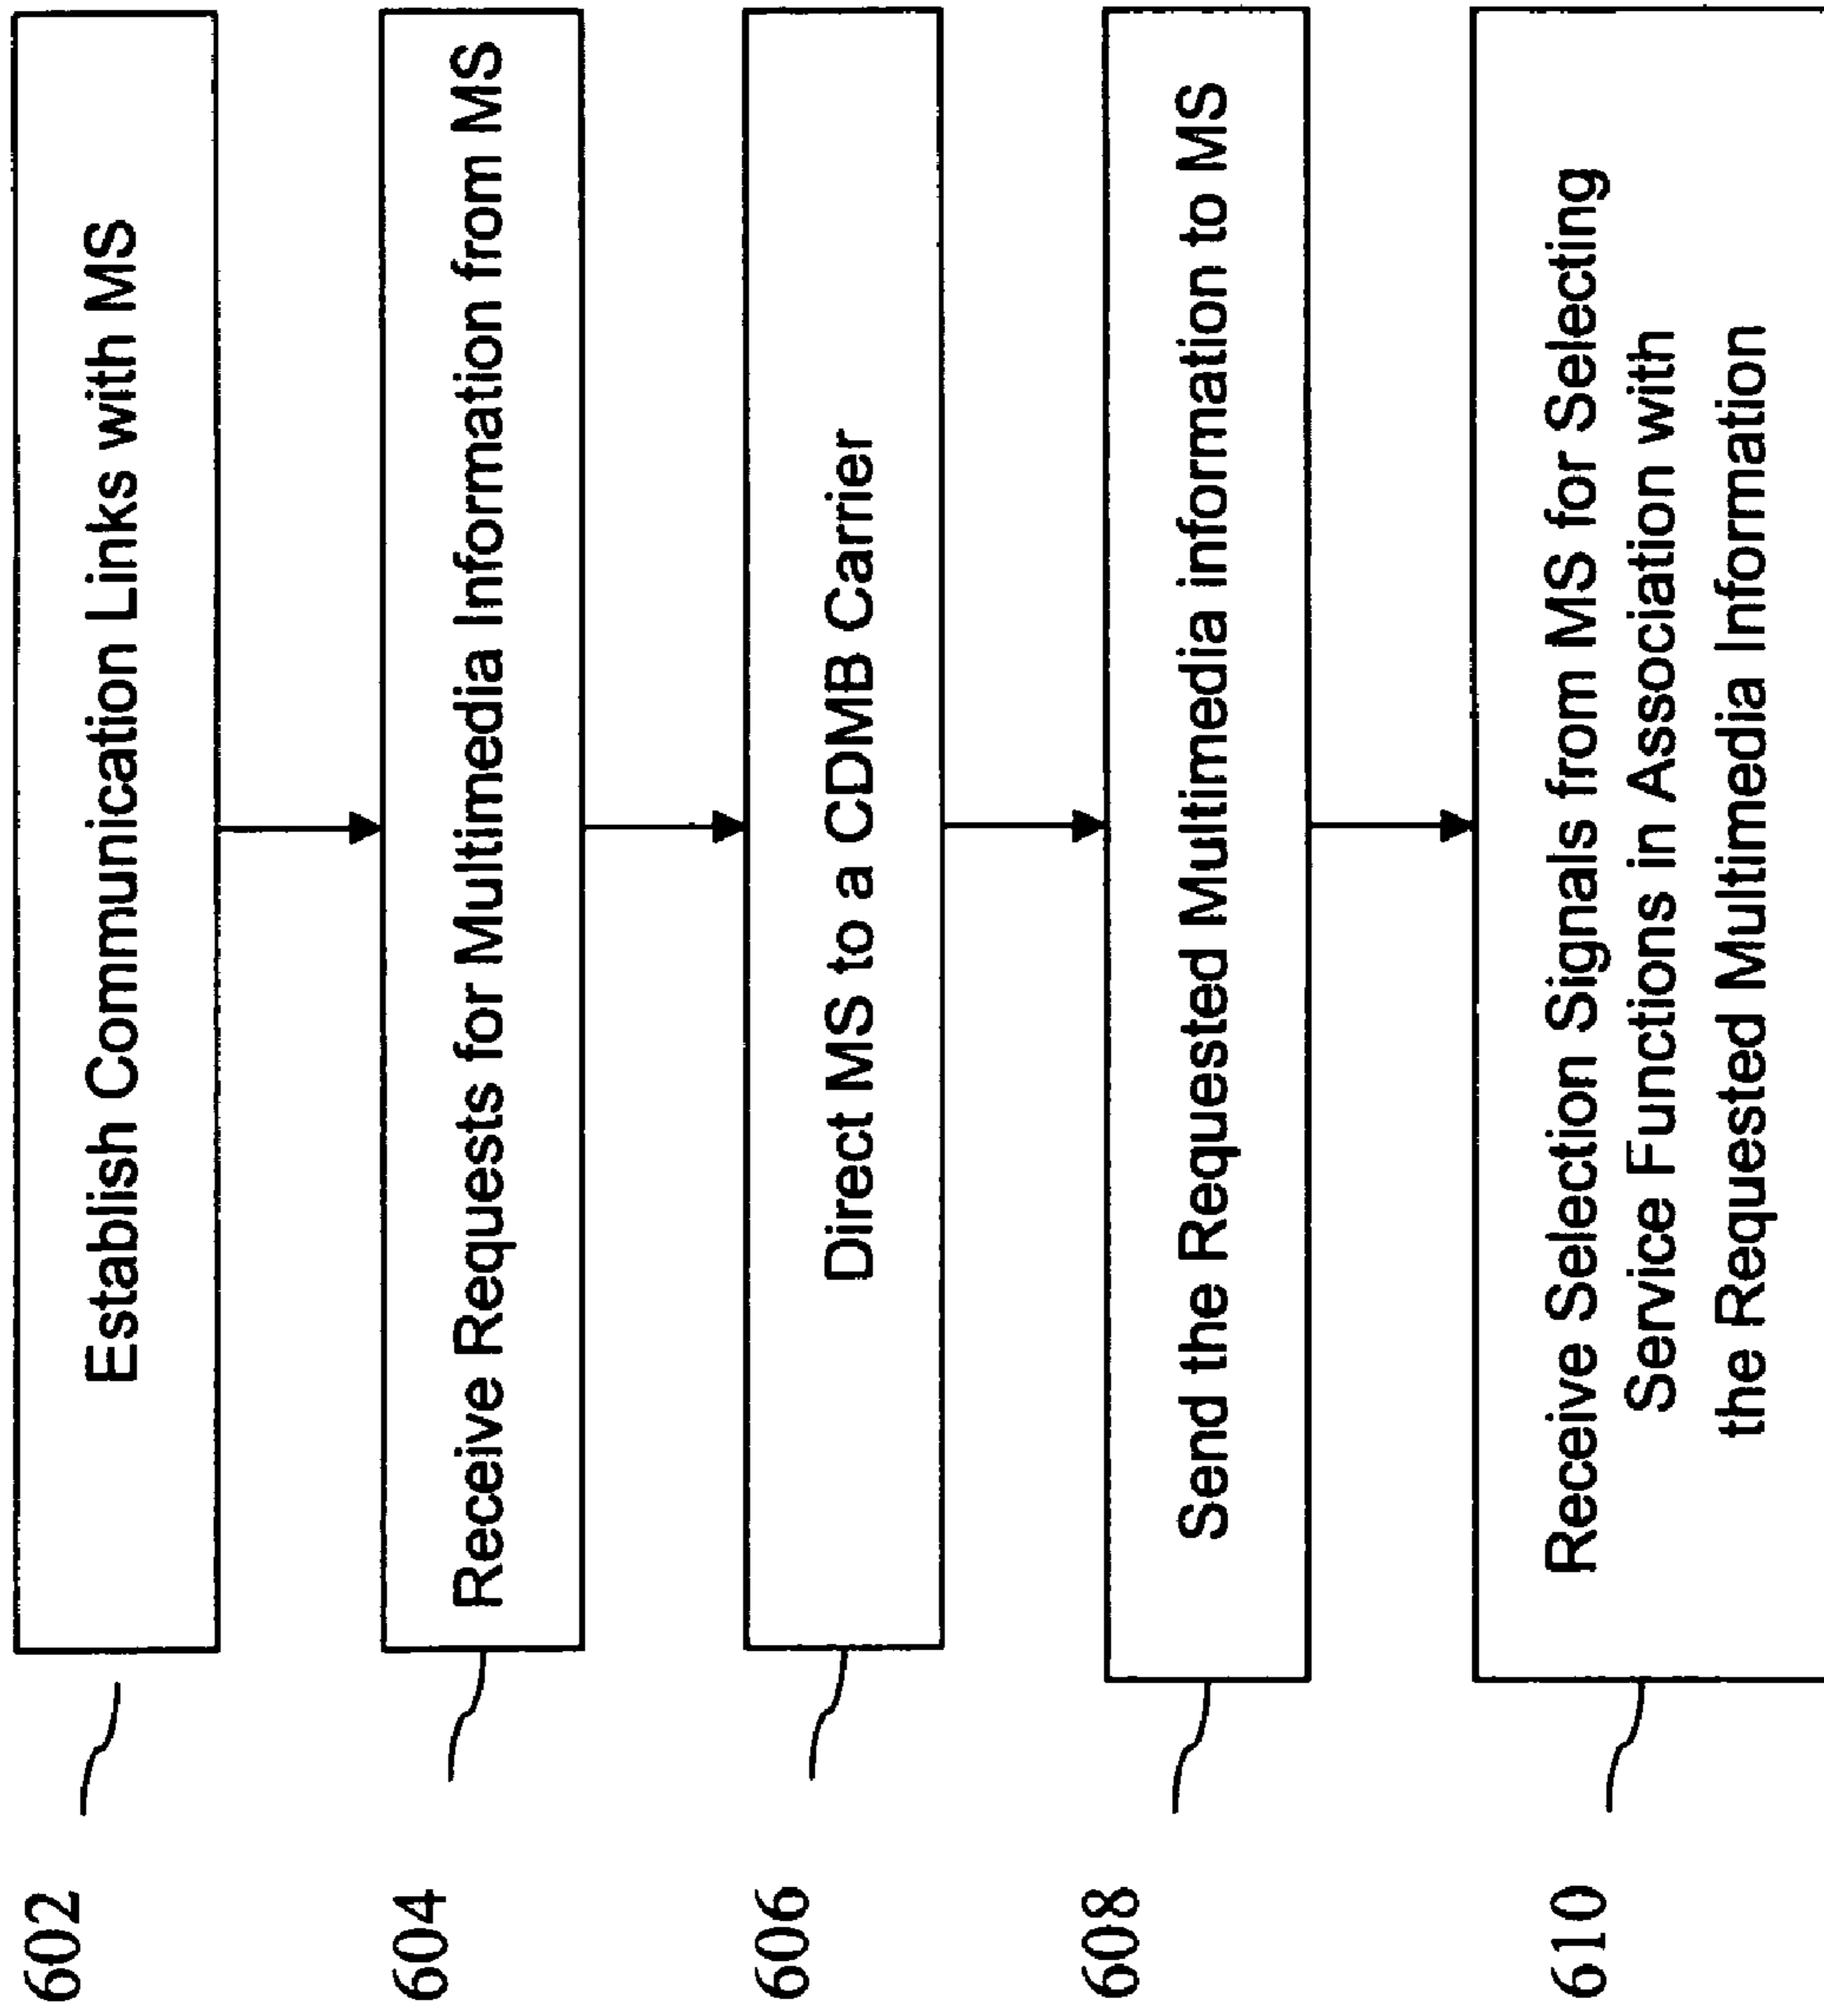 602
Establish Communication Links with MS
604
Receive Requests for Multimedia Information from MS
606
Direct MS to a CDMB Carrier
608
Send the Requested Multimedia information to MS
610
Receive Selection Signals from MS for Selecting
Service Functions in Association with
the Requested Multimedia Information